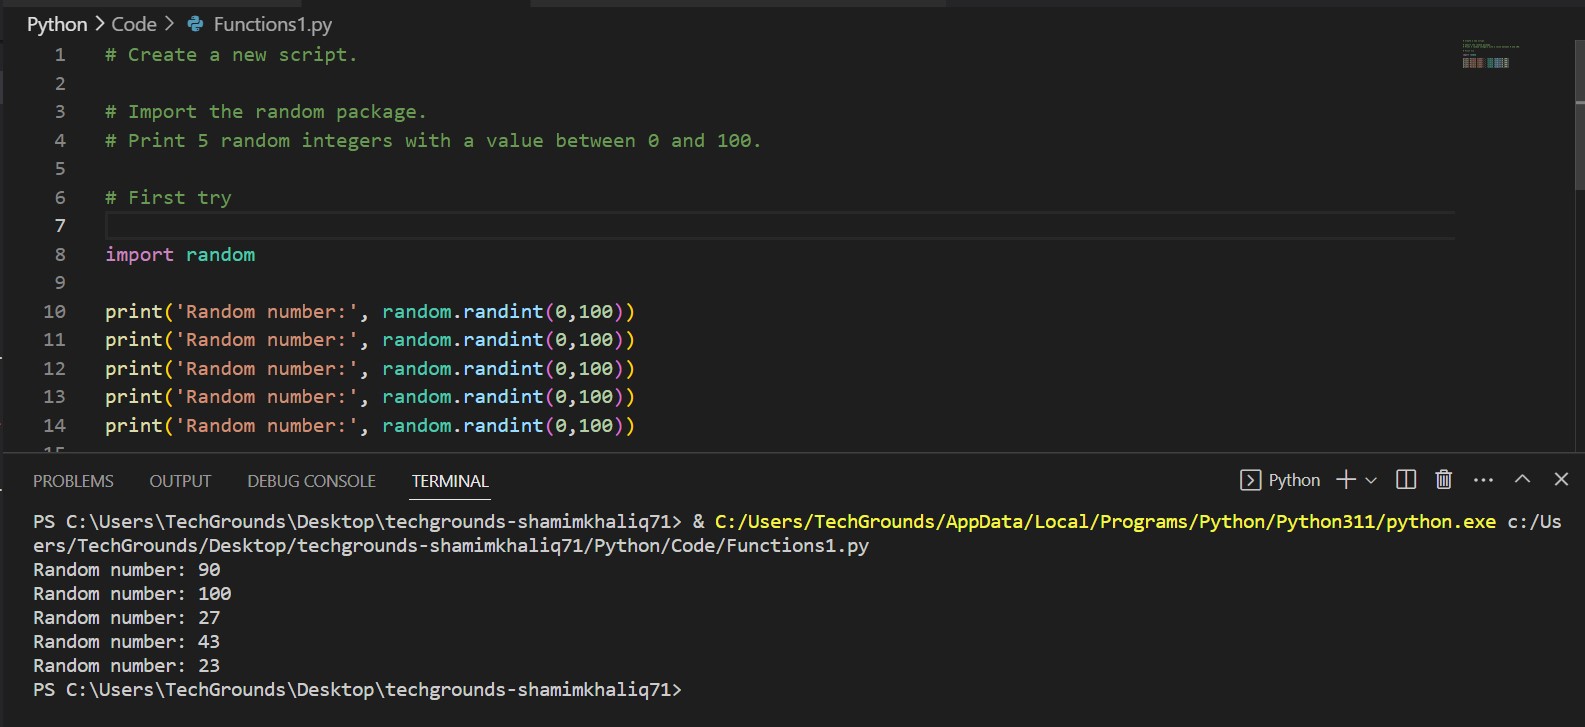 Python > Code > Functions1.py
1 # Create a new script.
2
3 # Import the random package.
4 # Print 5 random integers with a value between 0 and 100.
5
6 # First try
7
8 import random
9
10 print('Random number:', random.randint(0,100))
11 print('Random number:', random.randint(0,100))
12 print('Random number:', random.randint(0,100))
13 print('Random number:', random.randint(0,100))
14 print('Random number:', random.randint(0,100))
15
PROBLEMS OUTPUT DEBUG CONSOLE TERMINAL Python
PS C:\Users\TechGrounds\Desktop\techgrounds-shamimkhaliq71> & C:/Users/TechGrounds/AppData/Local/Programs/Python/Python311/python.exe c:/Us
ers/TechGrounds/Desktop/techgrounds-shamimkhaliq71/Python/Code/Functions1.py
Random number: 90
Random number: 100
Random number: 27
Random number: 43
Random number: 23
PS C:\Users\TechGrounds\Desktop\techgrounds-shamimkhaliq71>